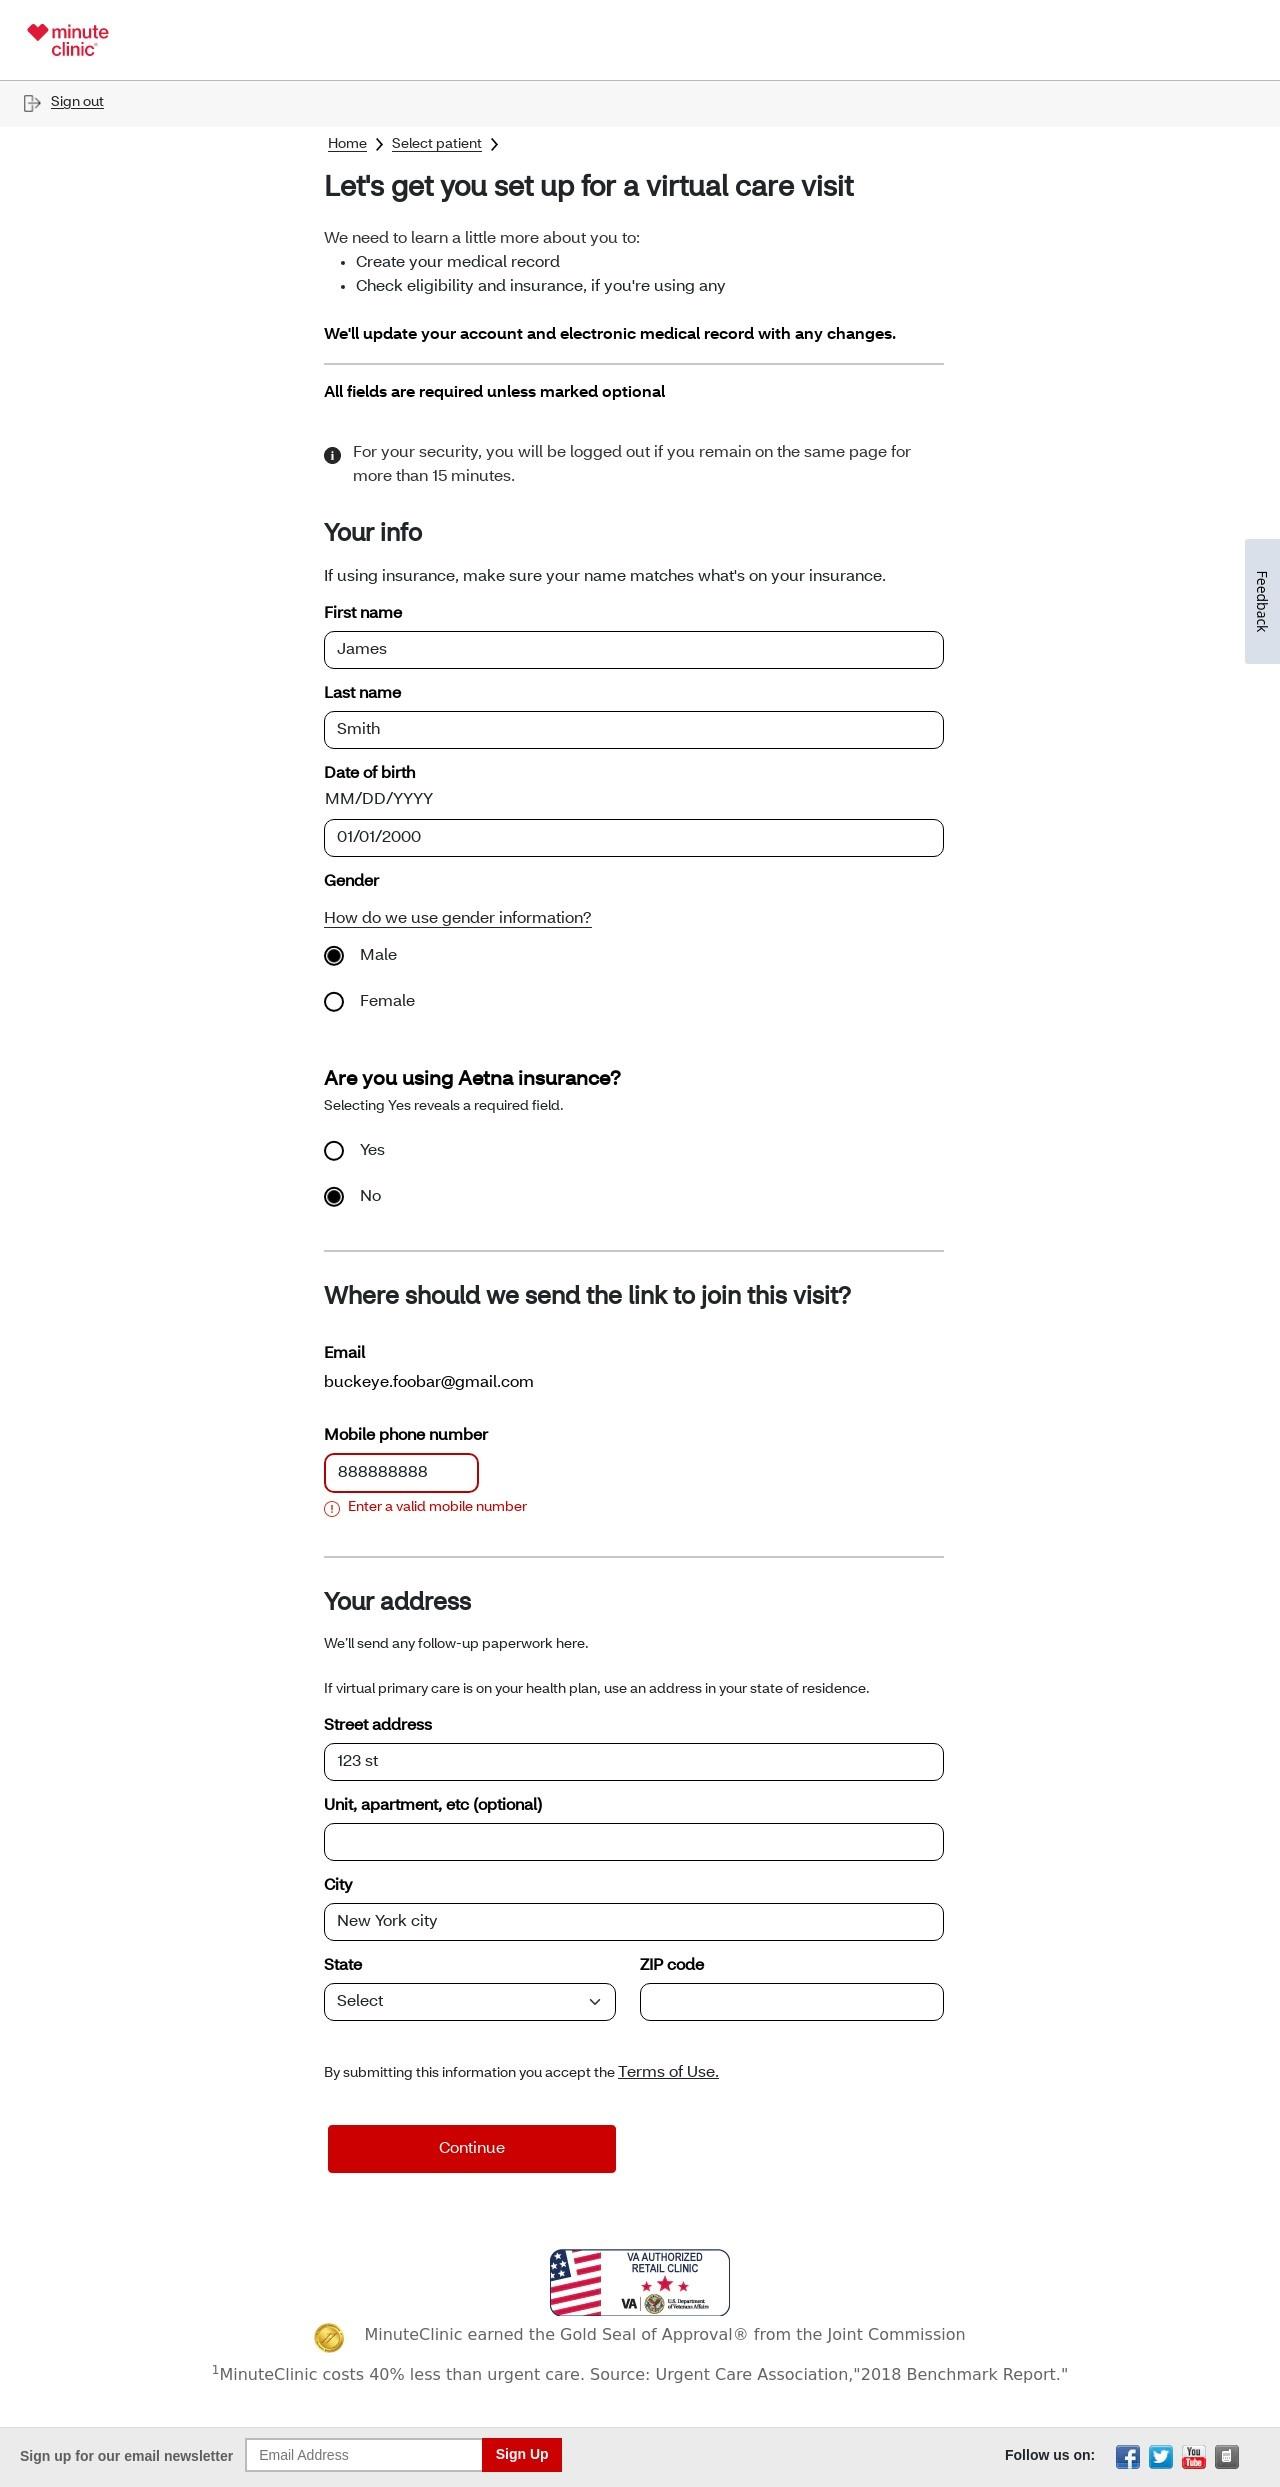 minute
clinic
Sign out
Home
Select patient
Let's get you set up for a virtual care visit
We need to learn a little more about you to:
Create your medical record
Check eligibility and insurance, if you're using any
We'll update your account and electronic medical record with any changes.
All fields are required unless marked optional
For your security, you will be logged out if you remain on the same page for
more than 15 minutes.
Your info
If using insurance, make sure your name matches what's on your insurance.
Feedback
First name
James
Last name
Smith
Date of birth
MM/DD/YYYY
01/01/2000
Gender
How do we use gender information?
Male
Female
Are you using Aetna insurance?
Selecting Yes reveals a required field.
Yes
No
Where should we send the link to join this visit?
Email
buckeye.foobar@gmail.com
Mobile phone number
888888888
Enter a valid mobile number
Your address
We'll send any follow-up paperwork here.
If virtual primary care is on your health plan, use an address in your state of residence.
Street address
123 st
Unit, apartment, etc (optional)
City
New York city
State ZIP code
Select
By submitting this information you accept the Terms of Use.
Continue
VA AUTHORIZED
RETAIL CLINIC
VA U.S. Department
of Veterans Affairs
MinuteClinic earned the Gold Seal of Approval® from the Joint Commission
1MinuteClinic costs 40% less than urgent care. Source: Urgent Care Association,"2018 Benchmark Report."
Sign up for our email newsletter Email Address Sign Up Follow us on:
You
Tube